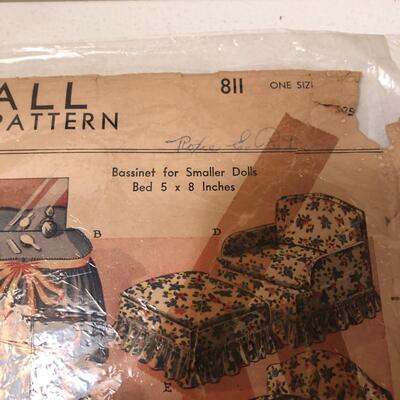 ALL 811 ONE SIZ
PATTERN
Bassinet for Smaller Dolls
Bed 5 x 8 Inches
B D
E